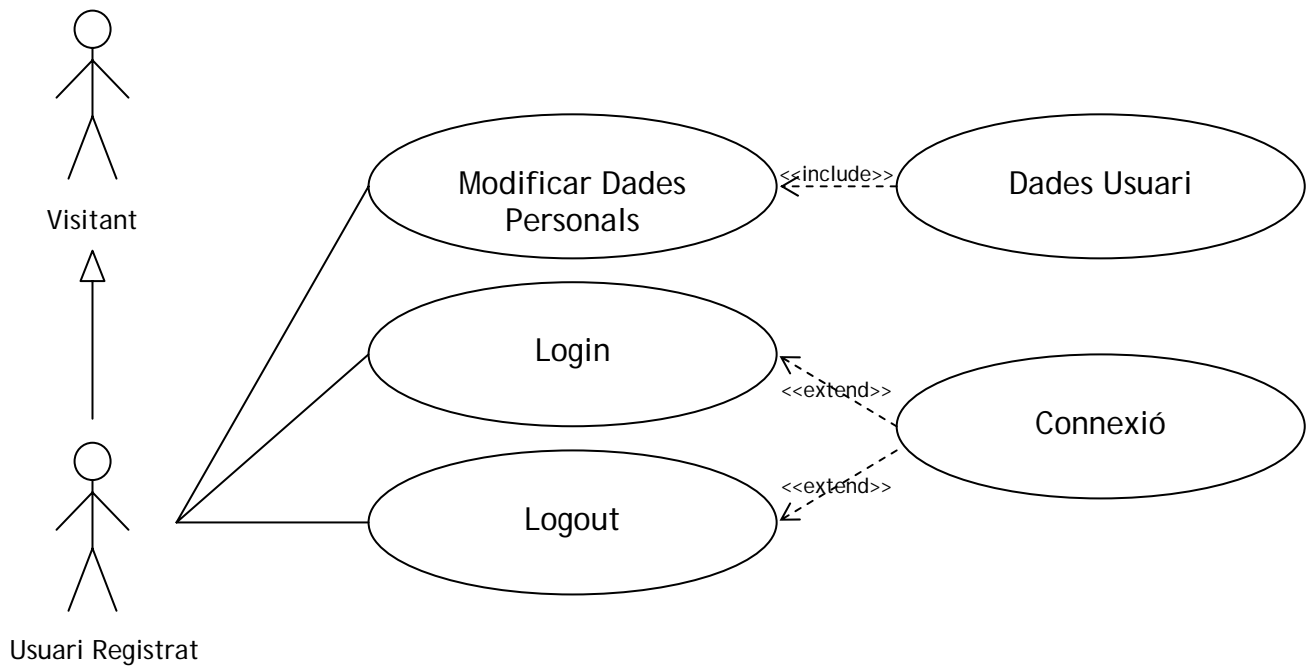 Visitant
Modificar Dades
Personals
<<include>>
Dades Usuari
Login
<<extend>>
Connexió
<<extend>>
Logout
Usuari Registrat